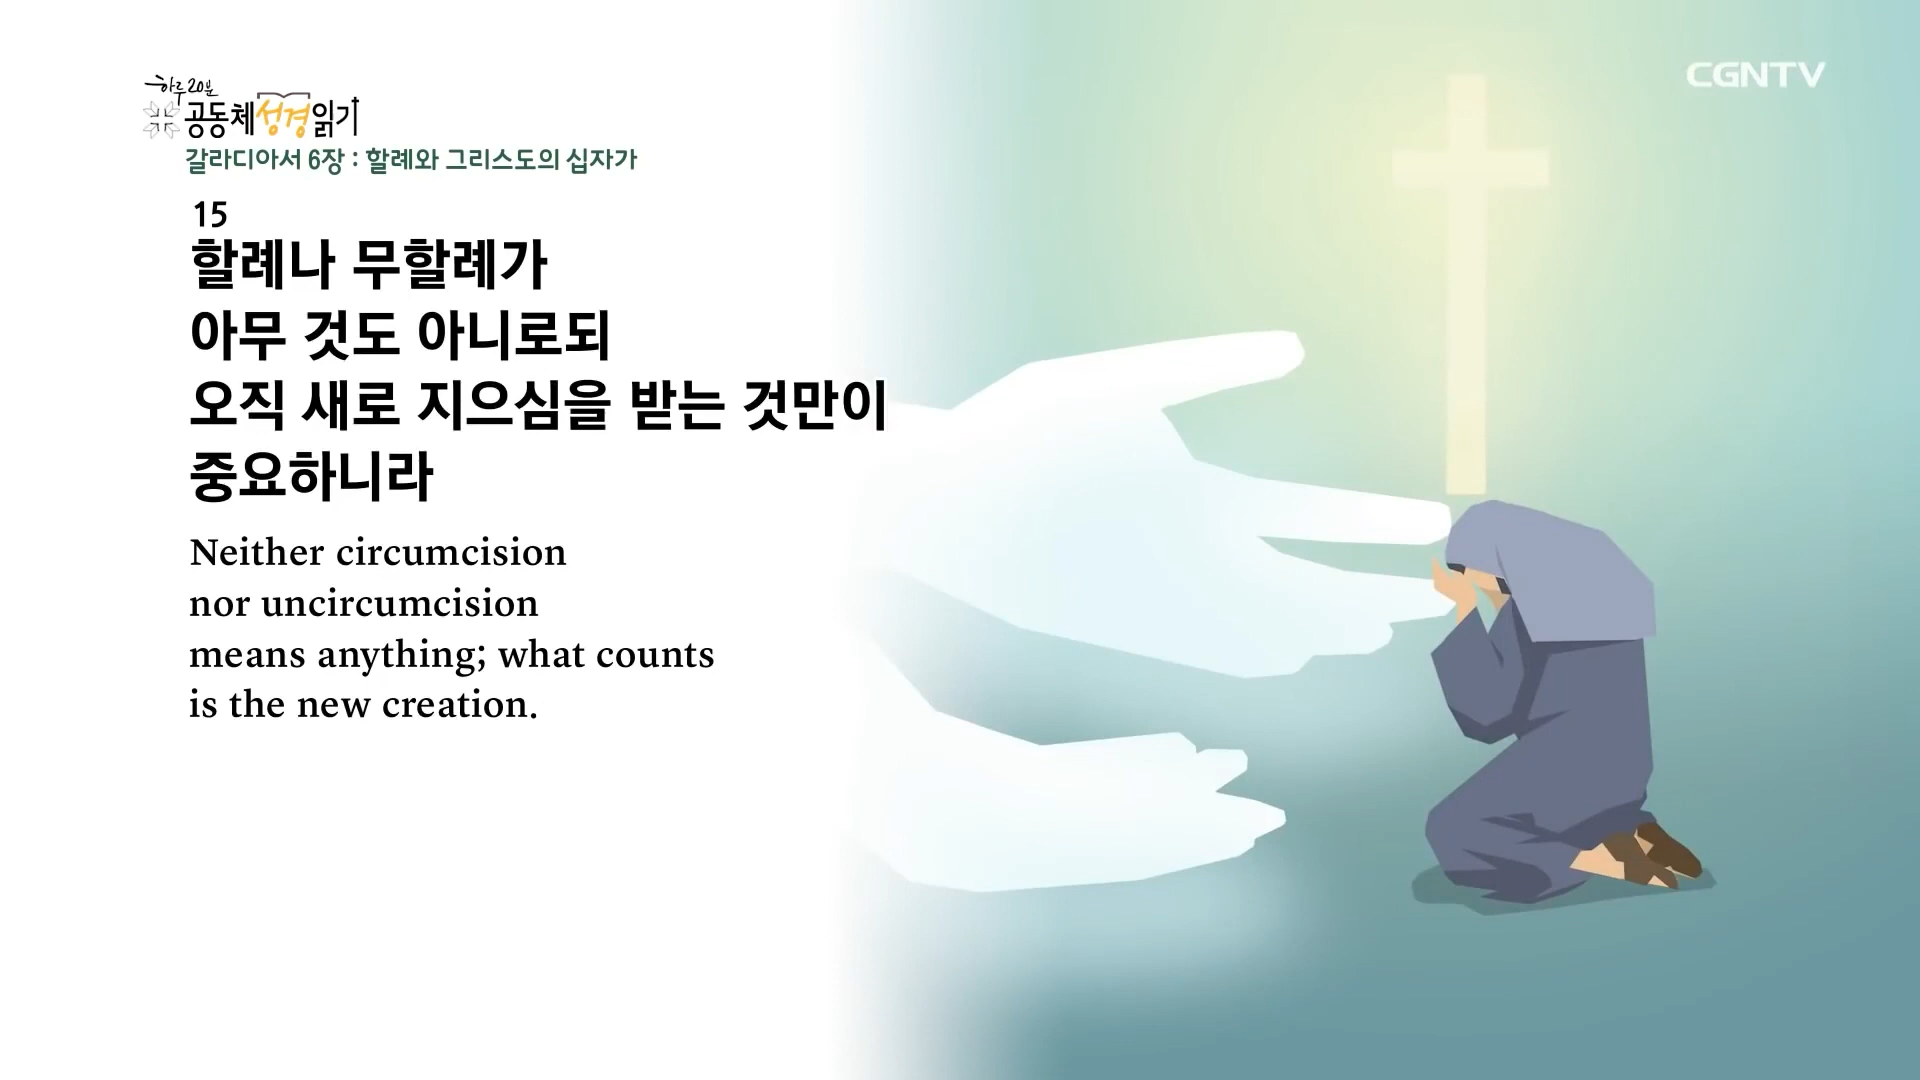 하루 20분
공동체성경읽기
CGNTV
갈라디아서 6장 : 할례와 그리스도의 십자가
15
할례나 무할례가
아무 것도 아니로되
오직 새로 지으심을 받는 것만이
중요하니라
Neither circumcision
nor uncircumcision
means anything; what counts
is the new creation.